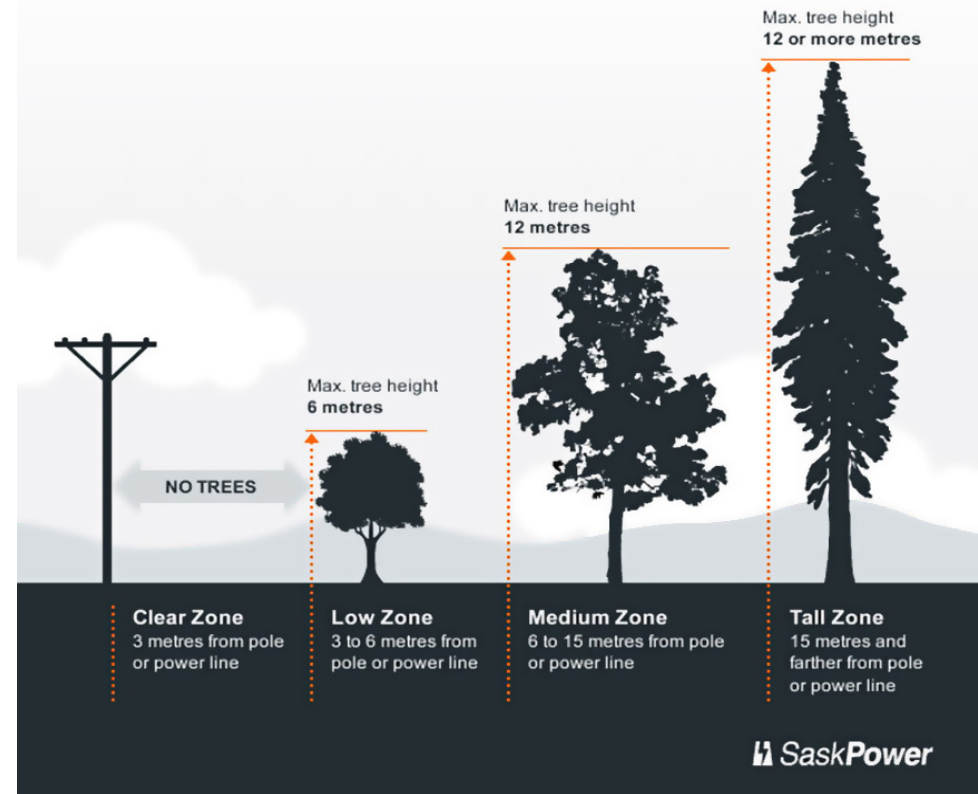 Max. tree height
12 or more metres
Max. tree height
12 metres
Max. tree height
6 metres
NO TREES
Clear Zone
3 metres from pole
or power line
Low Zone
3 to 6 metres from
pole or power line
Medium Zone
6 to 15 metres from pole
or power line
Tall Zone
15 metres and
farther from pole
or power line
SaskPower